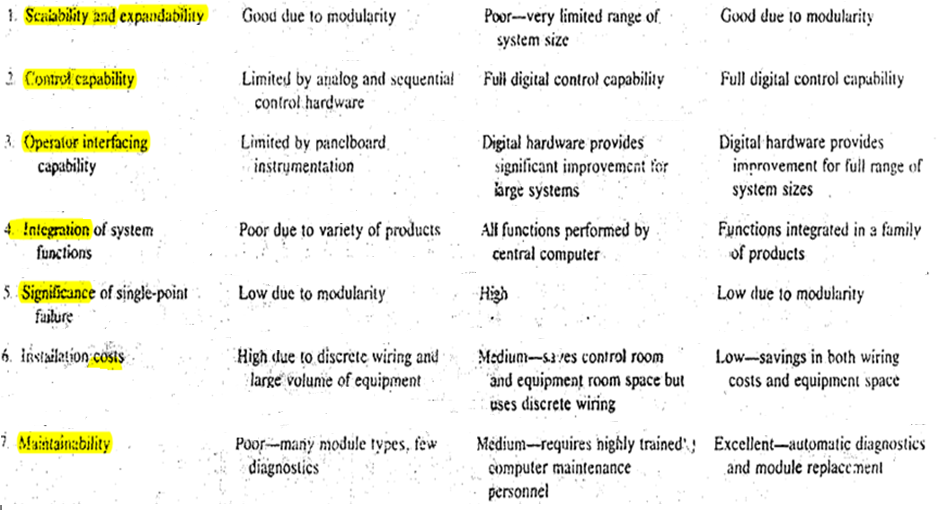 1. Scalability and expandability
Good due to modularity
Poor—very limited range of
system size
Good due to modularity
2. Control capability
Limited by analog and sequential
control hardware
Full digital control capability
Full digital control capability
3. Operator interfacing
capability
Limited by panelboard
instrumentation
Digital hardware provides
significant improvement for
large systems
Digital hardware provides
improvement for full range of
system sizes
4. Integration of system
functions
Poor due to variety of products
All functions performed by
central computer
Functions integrated in a family
of products
5. Significance of single-point
failure
Low due to modularity
High
Low due to modularity
6. Installation costs
High due to discrete wiring and
large volume of equipment
Medium—saves control room
and equipment room space but
uses discrete wiring
Low—savings in both wiring
costs and equipment space
7. Maintainability
Poor—many module types, few
diagnostics
Medium—requires highly trained
computer maintenance
personnel
Excellent—automatic diagnostics
and module replacement